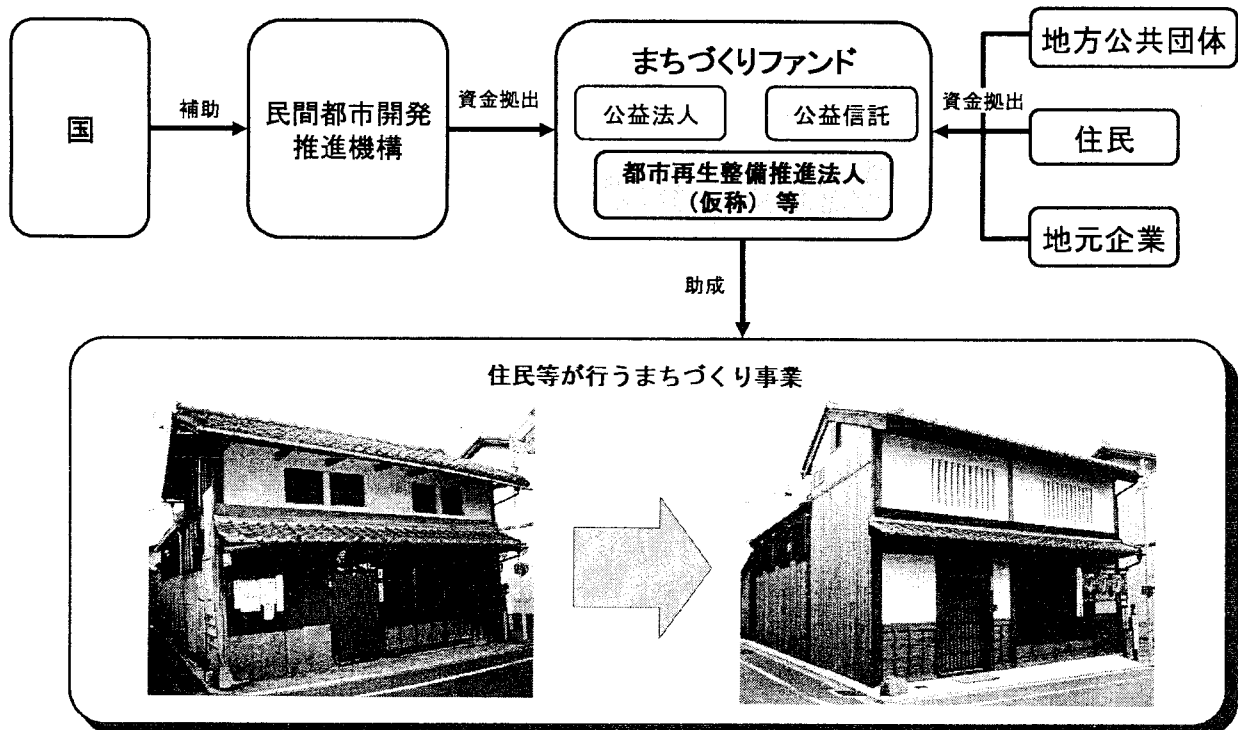 国
補助
民間都市開発
推進機構
資金拠出
まちづくりファンド
公益法人
公益信託
都市再生整備推進法人
（仮称）等
資金拠出
地方公共団体
住民
地元企業
助成
住民等が行うまちづくり事業